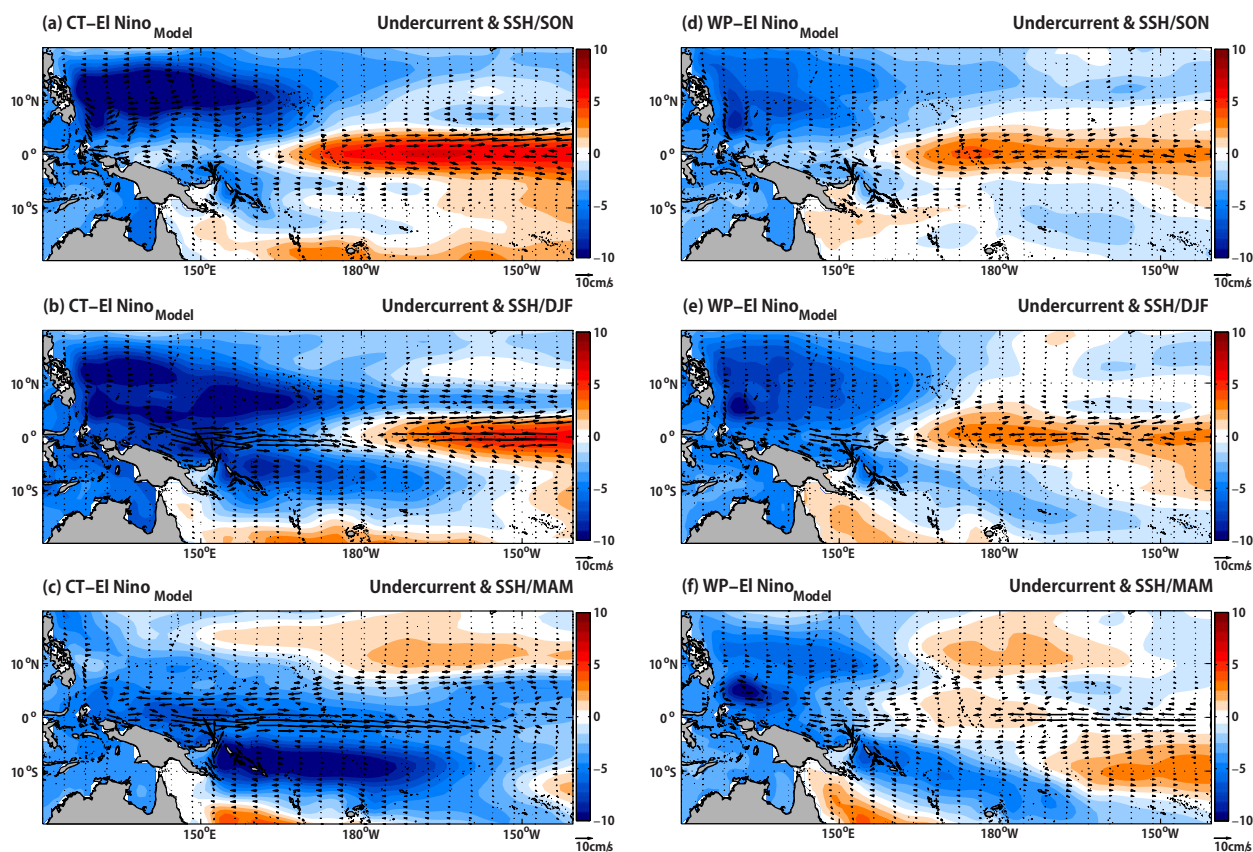 (a) CT−El Nino Model Undercurrent & SSH/SON
10
5
0
−5
−10
10°N
0°
10°S
150°E 180°W 150°W
10cm/s
(d) WP−El Nino Model Undercurrent & SSH/SON
10
5
0
−5
−10
10°N
0°
10°S
150°E 180°W 150°W
10cm/s
(b) CT−El Nino Model Undercurrent & SSH/DJF
10
5
0
−5
−10
10°N
0°
10°S
150°E 180°W 150°W
10cm/s
(e) WP−El Nino Model Undercurrent & SSH/DJF
10
5
0
−5
−10
10°N
0°
10°S
150°E 180°W 150°W
10cm/s
(c) CT−El Nino Model Undercurrent & SSH/MAM
10
5
0
−5
−10
10°N
0°
10°S
150°E 180°W 150°W
10cm/s
(f) WP−El Nino Model Undercurrent & SSH/MAM
10
5
0
−5
−10
10°N
0°
10°S
150°E 180°W 150°W
10cm/s